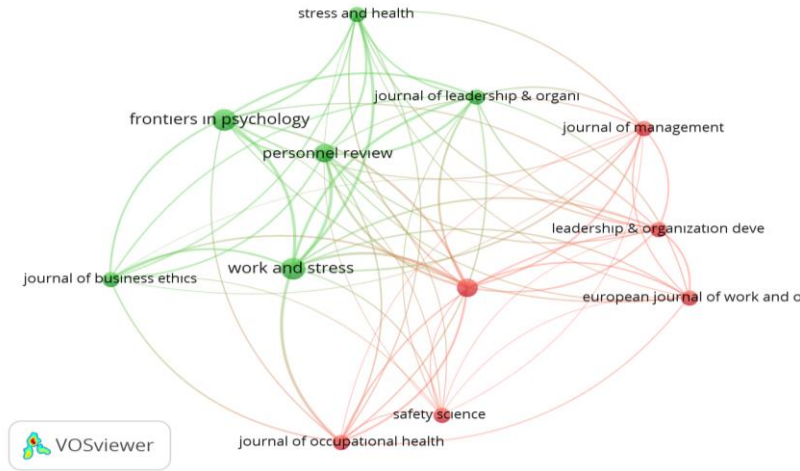 stress and health
journal of leadership & organi
frontiers in psychology
journal of management
personnel review
leadership & organization deve
work and stress
journal of business ethics
european journal of work and o
safety science
journal of occupational health
VOSviewer